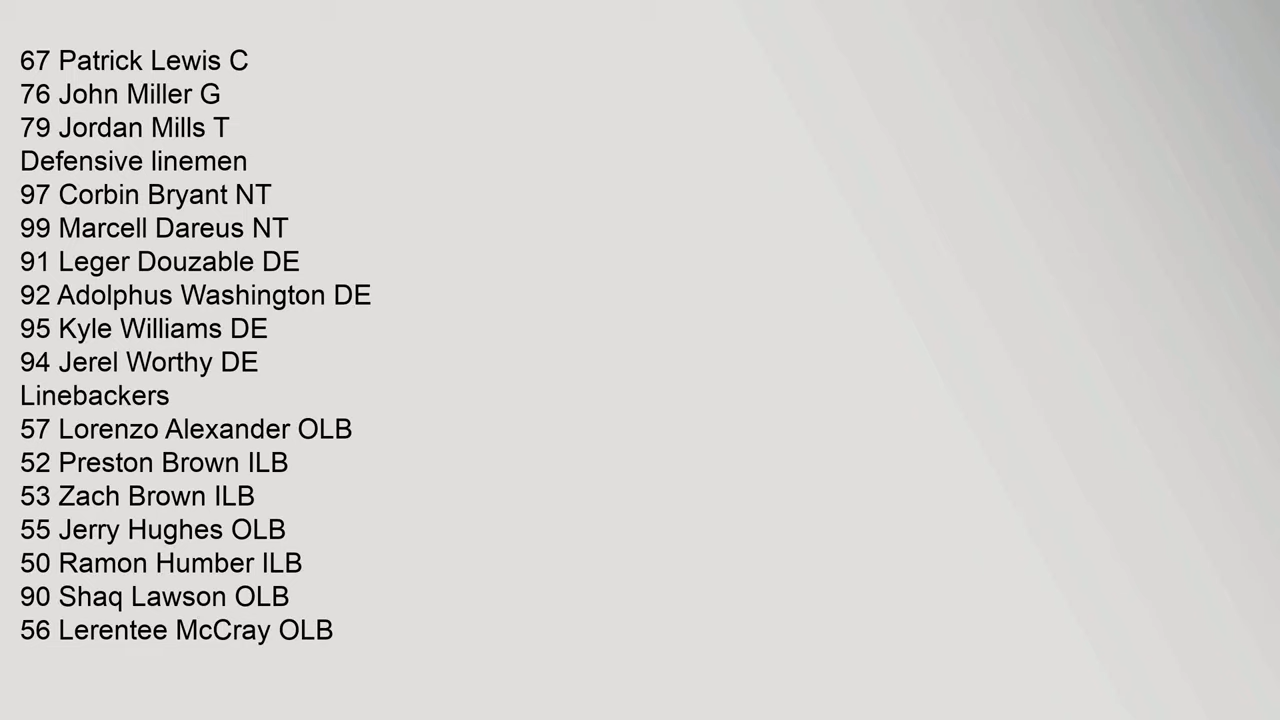 67 Patrick Lewis C
76 John Miller G
79 Jordan Mills T
Defensive linemen
97 Corbin Bryant NT
99 Marcell Dareus NT
91 Leger Douzable DE
92 Adolphus Washington DE
95 Kyle Williams DE
94 Jerel Worthy DE
Linebackers
57 Lorenzo Alexander OLB
52 Preston Brown ILB
53 Zach Brown ILB
55 Jerry Hughes OLB
50 Ramon Humber ILB
90 Shaq Lawson OLB
56 Lerentee McCray OLB